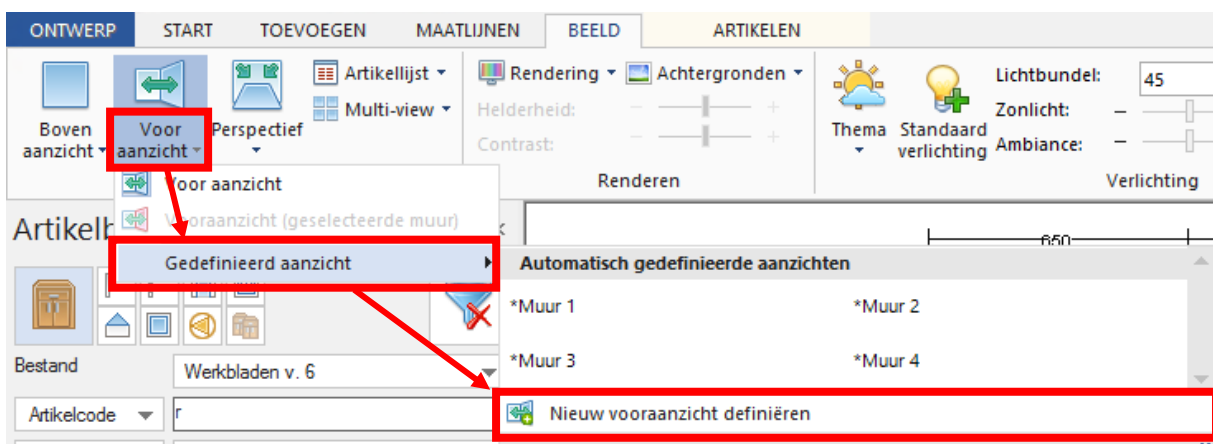 ONTWERP START TOEVOEGEN MAATLIJNEN BEELD ARTIKELEN
Artikellijst Rendering Achtergronden Lichtbundel: 45
Multi-view Helderheid: Zonlicht:
Boven aanzicht Voor aanzicht Perspectief Contrast: Thema Standaard verlichting Ambiance:
Renderen Verlichting
Voor aanzicht
Vooraanzicht (geselecteerde muur)
650
Gedefinieerd aanzicht Automatisch gedefinieerde aanzichten
*Muur 1 *Muur 2
*Muur 3 *Muur 4
Bestand Werkbladen v. 6
Artikelcode r Nieuw vooraanzicht definiëren